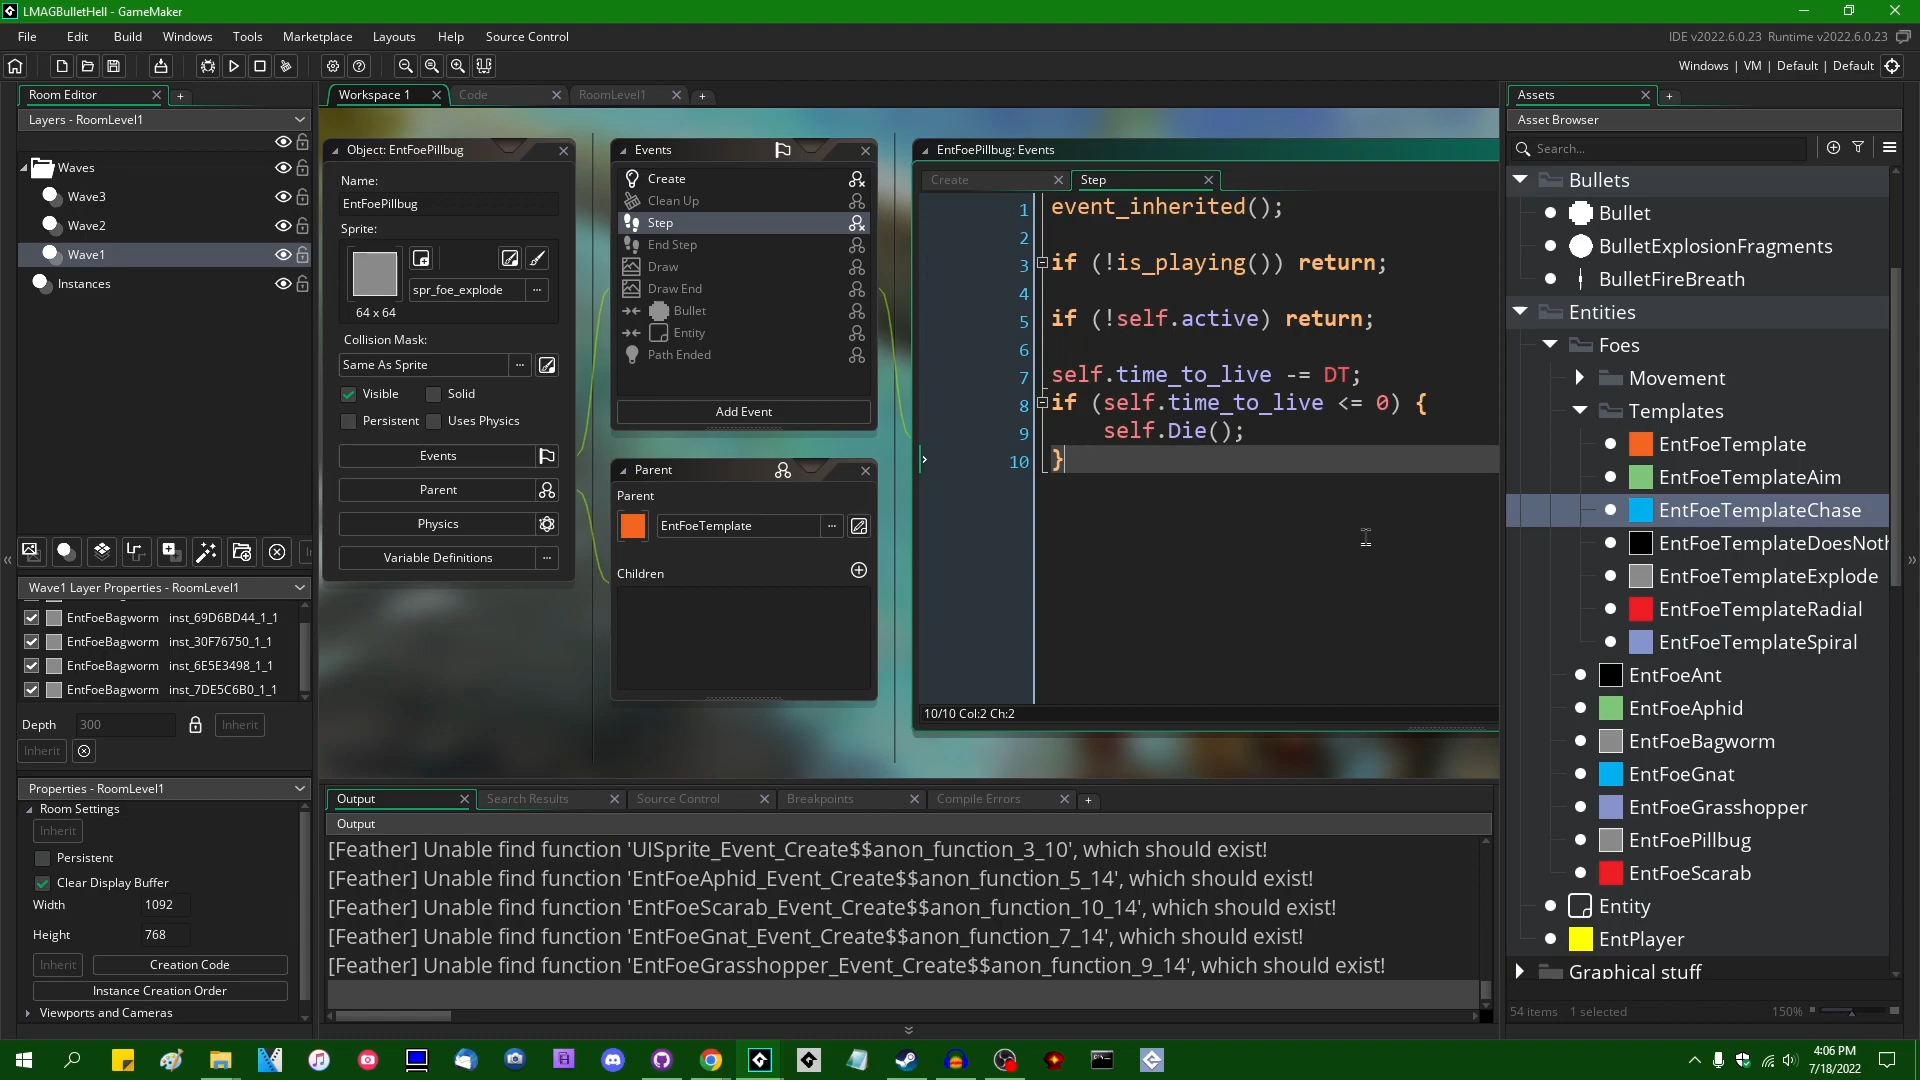 LMAGBulletHell - GameMaker
File Edit Build Windows Tools Marketplace Layouts Help Source Control
IDE v2022.6.0.23 Runtime v2022.6.0.23
Windows | VM | Default | Default
Room Editor
Layers - RoomLevel1
Waves
Wave3
Wave2
Wave1
Instances
Wave1 Layer Properties - RoomLevel1
EntFoeBagworm inst_69D6BD44_1_1
EntFoeBagworm inst_30F76750_1_1
EntFoeBagworm inst_6E5E3498_1_1
EntFoeBagworm inst_7DE5C6B0_1_1
Depth 300 Inherit
Inherit
Properties - RoomLevel1
Room Settings
Inherit
Persistent
Clear Display Buffer
Width 1092
Height 768
Inherit Creation Code
Instance Creation Order
Viewports and Cameras
Workspace 1 Code RoomLevel1
Object: EntFoePillbug
Name:
EntFoePillbug
Sprite:
spr_foe_explode
64 x 64
Collision Mask:
Same As Sprite
Visible Solid
Persistent Uses Physics
Events
Parent
Physics
Variable Definitions
Events
Create
Clean Up
Step
End Step
Draw
Draw End
Bullet
Entity
Path Ended
Add Event
Parent
Parent
EntFoeTemplate
Children
EntFoePillbug: Events
Create Step
1 event_inherited();
2
3 if (!is_playing()) return;
4
5 if (!self.active) return;
6
7 self.time_to_live -= DT;
8 if (self.time_to_live <= 0) {
9 self.Die();
10 }
10/10 Col:2 Ch:2
Output Search Results Source Control Breakpoints Compile Errors
Output
[Feather] Unable find function 'UISprite_Event_Create$$anon_function_3_10', which should exist!
[Feather] Unable find function 'EntFoeAphid_Event_Create$$anon_function_5_14', which should exist!
[Feather] Unable find function 'EntFoeScarab_Event_Create$$anon_function_10_14', which should exist!
[Feather] Unable find function 'EntFoeGnat_Event_Create$$anon_function_7_14', which should exist!
[Feather] Unable find function 'EntFoeGrasshopper_Event_Create$$anon_function_9_14', which should exist!
Assets
Asset Browser
Search...
Bullets
Bullet
BulletExplosionFragments
BulletFireBreath
Entities
Foes
Movement
Templates
EntFoeTemplate
EntFoeTemplateAim
EntFoeTemplateChase
EntFoeTemplateDoesNoth
EntFoeTemplateExplode
EntFoeTemplateRadial
EntFoeTemplateSpiral
EntFoeAnt
EntFoeAphid
EntFoeBagworm
EntFoeGnat
EntFoeGrasshopper
EntFoePillbug
EntFoeScarab
Entity
EntPlayer
Graphical stuff
54 items 1 selected 150%
4:06 PM
7/18/2022